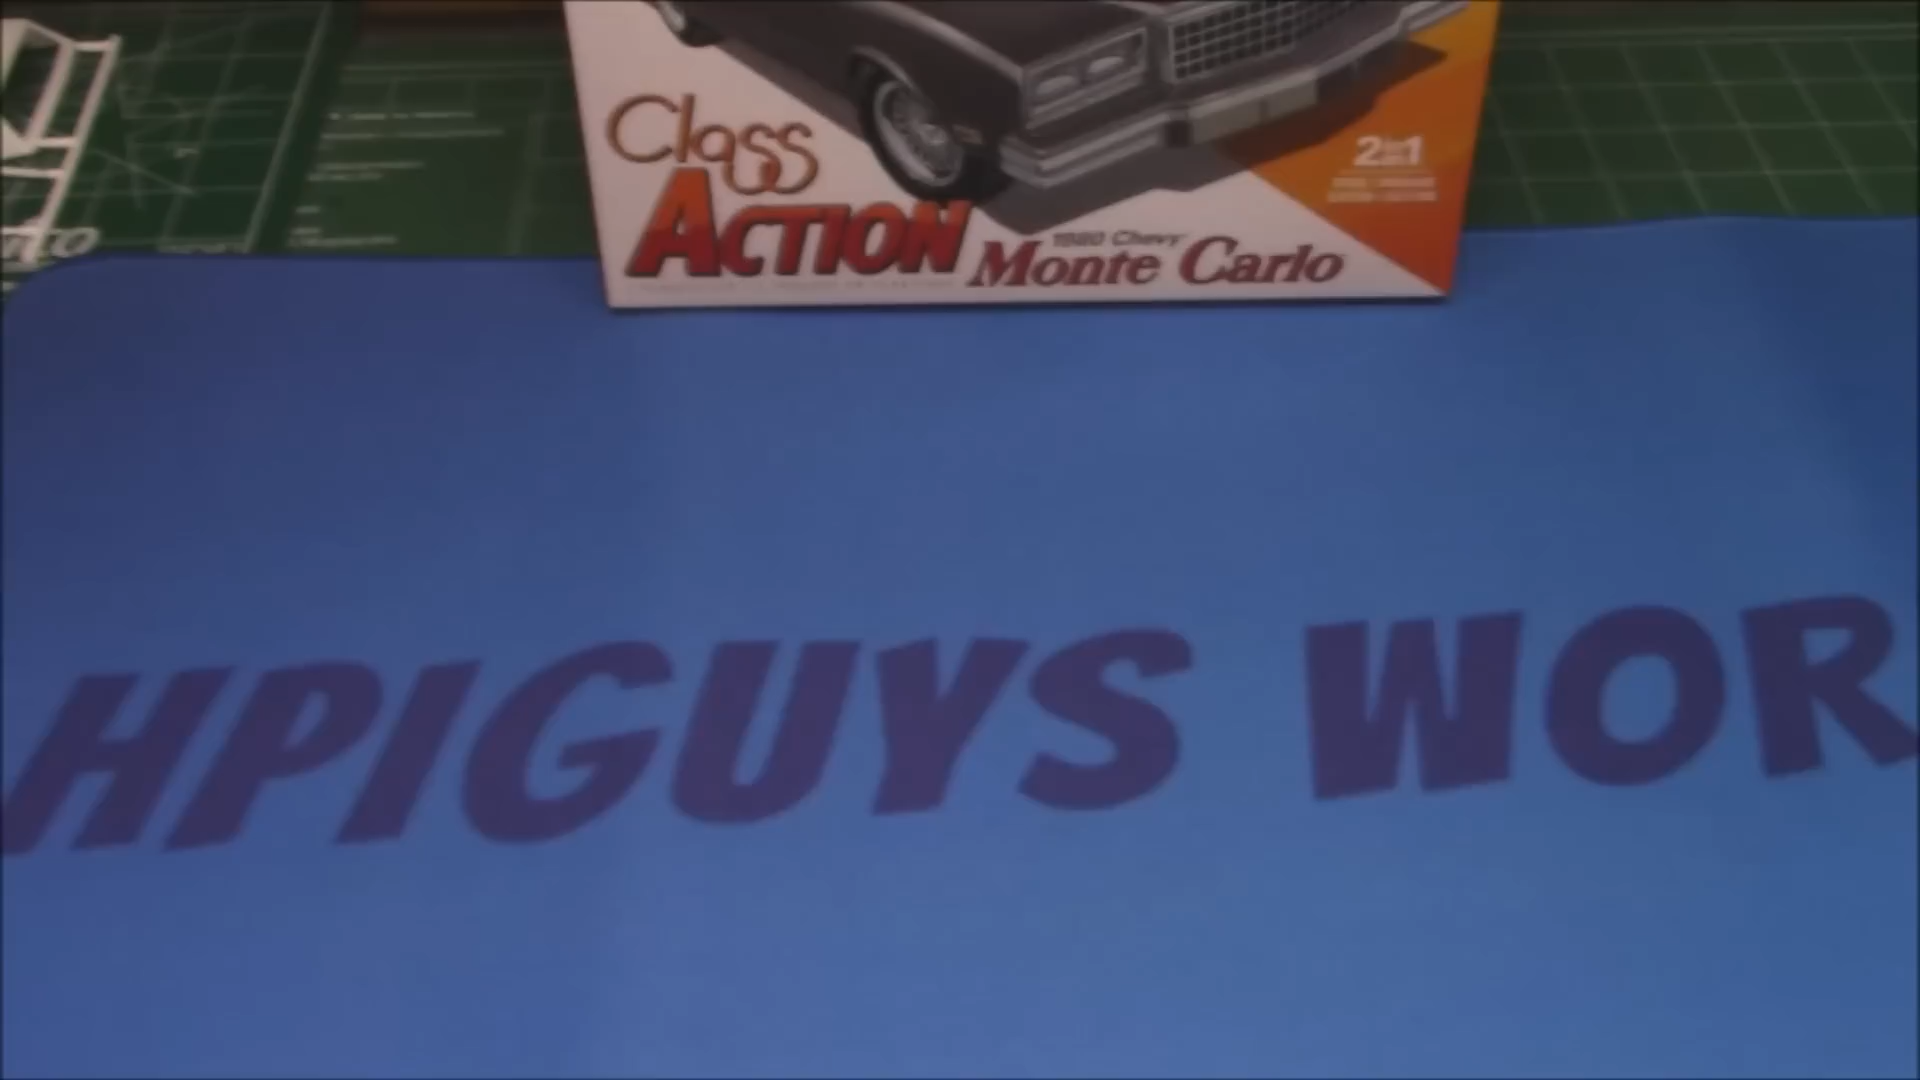 Class
ACTION
1980 Chevy
Monte Carlo
2in1
HPIGUYS WOR